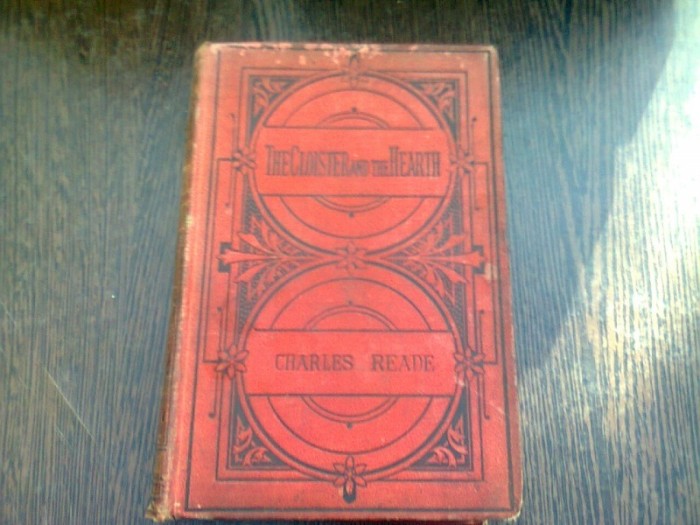 THE CLOISTER AND THE HEARTH
CHARLES READE